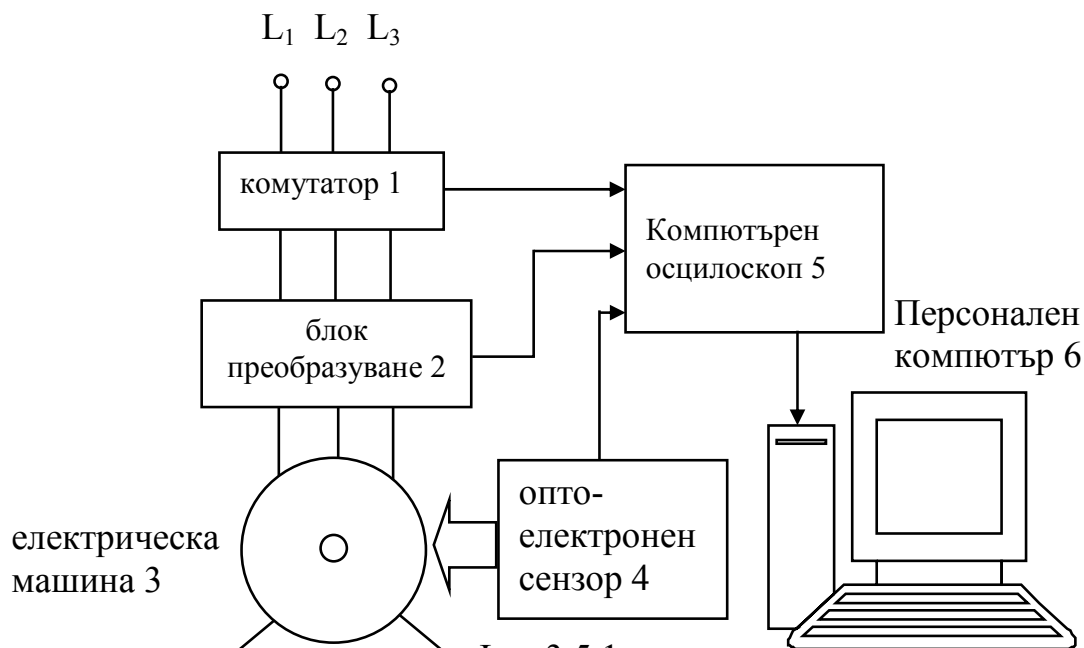 L₁ L₂ L₃
комутатор 1
Компютърен
осцилоскоп 5
блок
преобразуване 2
Персонален
компютър 6
опто-
електронен
сензор 4
електрическа
машина 3